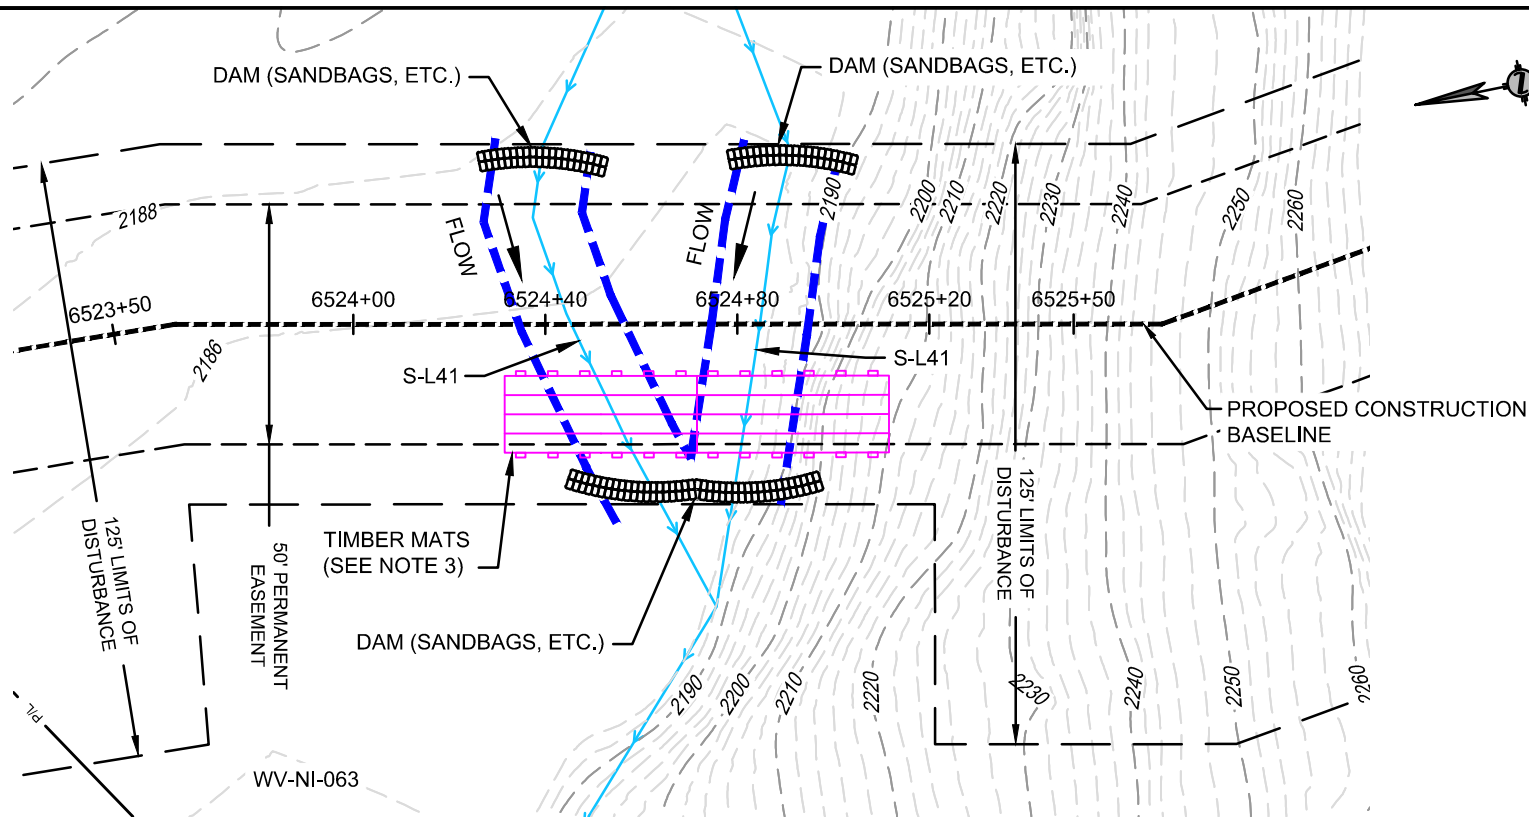 DAM (SANDBAGS, ETC.)
DAM (SANDBAGS, ETC.)
2188
2190
2200
2210
2220
2230
2240
2250
2260
FLOW
FLOW
6523+50
6524+00
6524+40
6524+80
6525+20
6525+50
2186
S-L41
S-L41
PROPOSED CONSTRUCTION
BASELINE
125' LIMITS OF
DISTURBANCE
50' PERMANENT
EASEMENT
TIMBER MATS
(SEE NOTE 3)
125' LIMITS OF
DISTURBANCE
DAM (SANDBAGS, ETC.)
2190
2200
2210
2220
2230
2240
2250
2260
P/L
WV-NI-063